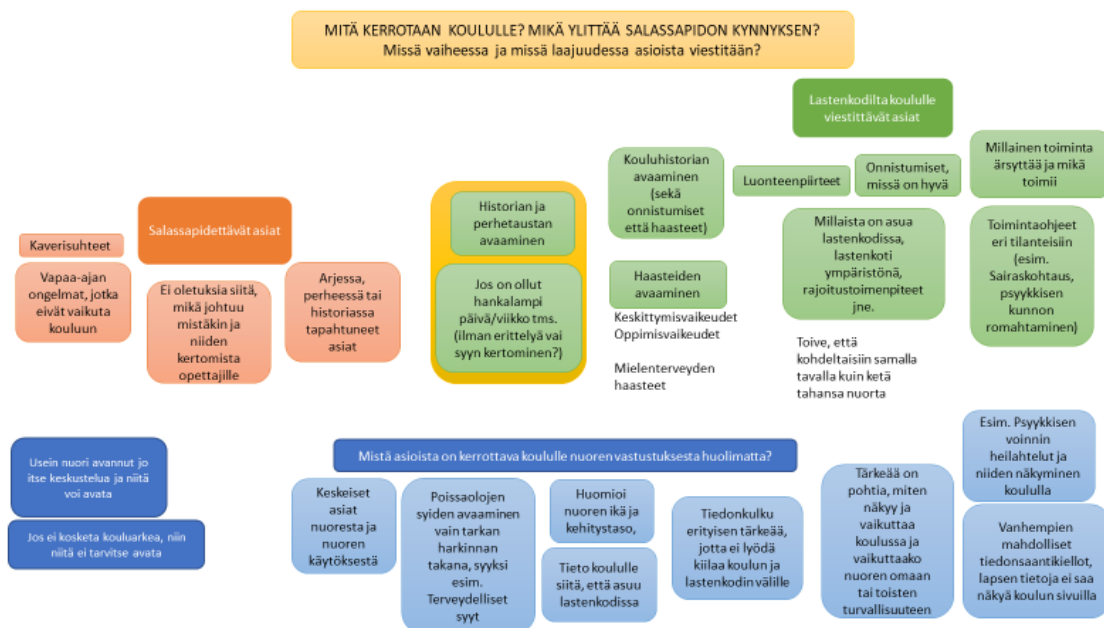 MITÄ KERROTAAN KOULULLE? MIKÄ YLITTÄÄ SALASSAPIDON KYNNYKSEN?
Missä vaiheessa ja missä laajuudessa asioista viestitään?
Lastenkodilta koululle
viestittävät asiat
Kouluhistorian
avaaminen
(sekä
onnistumiset
että haasteet)
Luonteenpiirteet
Onnistumiset,
missä on hyvä
Millainen toiminta
ärsyttää ja mikä
toimii
Salassapidettävät asiat
Kaverisuhteet
Vapaa-ajan
ongelmat, jotka
eivät vaikuta
kouluun
Ei oletuksia siitä,
mikä johtuu
mistäkin ja
niiden
kertomista
opettajille
Arjessa,
perheessä tai
historiassa
tapahtuneet
asiat
Historian ja
perhetaustan
avaaminen
Jos on ollut
hankalampi
päivä/viikko tms.
(ilman erittelyä vai
syyn kertominen?)
Haasteiden
avaaminen
Keskittymisvaikeudet
Oppimisvaikeudet
Mielenterveyden
haasteet
Millaista on asua
lastenkodissa,
lastenkoti
ympäristönä,
rajoitustoimenpiteet
jne.
Toive, että
kohdeltaisiin samalla
tavalla kuin ketä
tahansa nuorta
Toimintaohjeet
eri tilanteisiin
(esim.
Sairaskohtaus,
psyykkisen
kunnon
romahtaminen)
Usein nuori avannut jo
itse keskustelua ja niitä
voi avata
Jos ei kosketa kouluarkea, niin
niitä ei tarvitse avata
Mistä asioista on kerrottava koululle nuoren vastustuksesta huolimatta?
Keskeiset
asiat
nuoresta ja
nuoren
käytöksestä
Poissaolojen
syiden avaaminen
vain tarkan
harkinnan
takana, syyksi
esim.
Terveydelliset
syyt
Huomioi
nuoren ikä ja
kehitystaso,
Tieto koululle
siitä, että asuu
lastenkodissa
Tiedonkulku
erityisen tärkeää,
jotta ei lyödä
kiilaa koulun ja
lastenkodin välille
Tärkeää on
pohtia, miten
näkyy ja
vaikuttaa
koulussa ja
vaikuttaako
nuoren omaan
tai toisten
turvallisuuteen
Esim. Psyykkisen
voinnin
heilahtelut ja
niiden näkyminen
koululla
Vanhempien
mahdolliset
tiedonsaantikiellot,
lapsen tietoja ei saa
näkyä koulun sivuilla